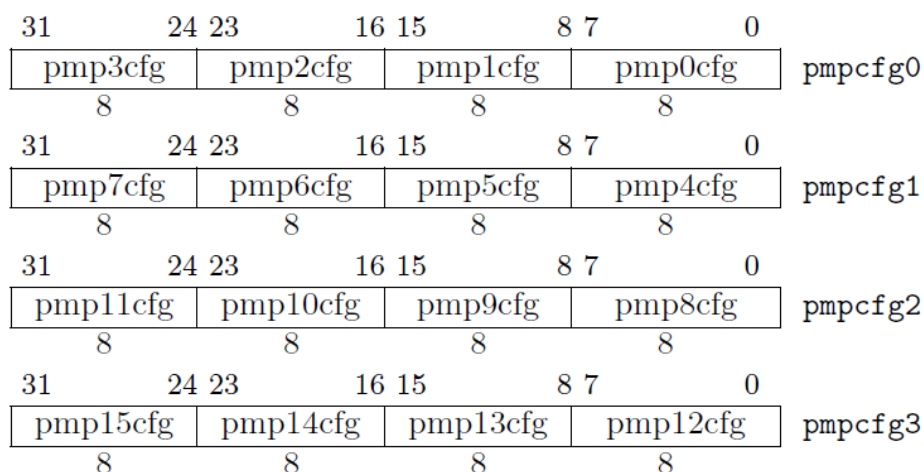 31 24 23 16 15 8 7 0
pmp3cfg pmp2cfg pmp1cfg pmp0cfg pmpcfg0
8 8 8 8
31 24 23 16 15 8 7 0
pmp7cfg pmp6cfg pmp5cfg pmp4cfg pmpcfg1
8 8 8 8
31 24 23 16 15 8 7 0
pmp11cfg pmp10cfg pmp9cfg pmp8cfg pmpcfg2
8 8 8 8
31 24 23 16 15 8 7 0
pmp15cfg pmp14cfg pmp13cfg pmp12cfg pmpcfg3
8 8 8 8